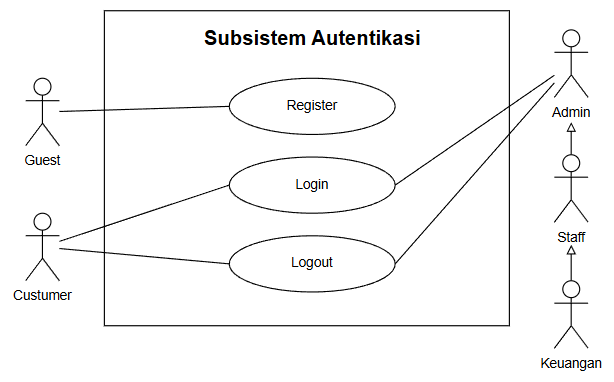 Subsistem Autentikasi
Register
Login
Logout
Guest
Custumer
Admin
Staff
Keuangan